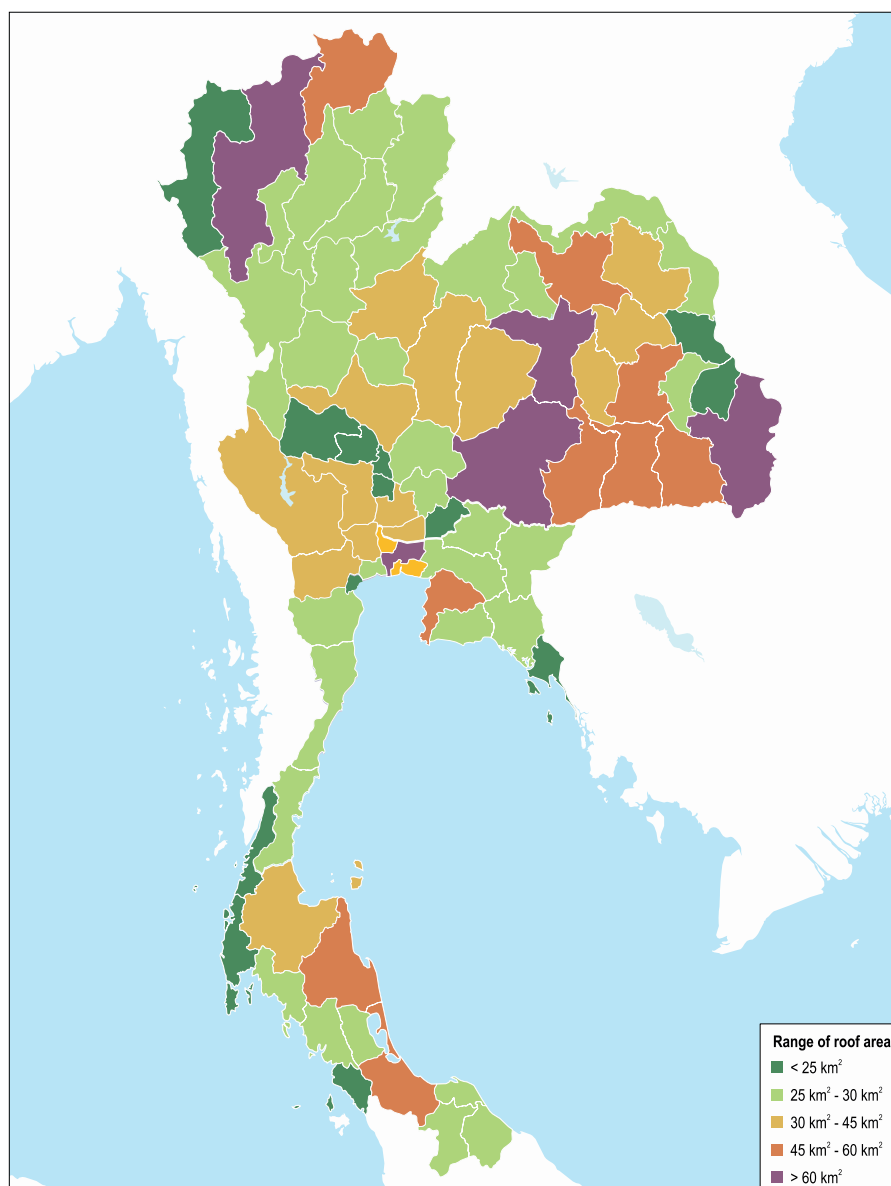 Range of roof area
< 25 km²
25 km² - 30 km²
30 km² - 45 km²
45 km² - 60 km²
> 60 km²